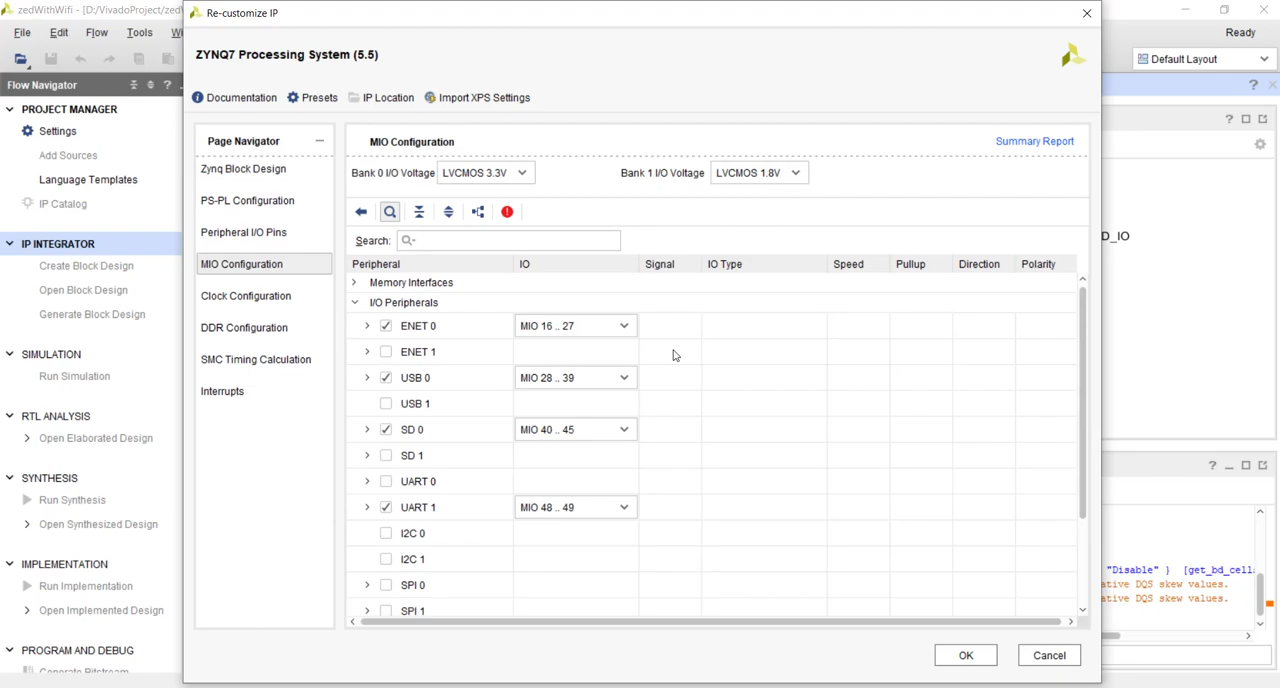 zedWithWifi - [D:/VivadoProject/zed
Re-customize IP
File Edit Flow Tools
Ready
ZYNQ7 Processing System (5.5)
Default Layout
Flow Navigator
Documentation Presets IP Location Import XPS Settings
PROJECT MANAGER
Settings
Add Sources
Language Templates
IP Catalog
IP INTEGRATOR
Create Block Design
Open Block Design
Generate Block Design
SIMULATION
Run Simulation
RTL ANALYSIS
Open Elaborated Design
SYNTHESIS
Run Synthesis
Open Synthesized Design
IMPLEMENTATION
Run Implementation
Open Implemented Design
PROGRAM AND DEBUG
Generate Bitstream
Page Navigator
Zynq Block Design
PS-PL Configuration
Peripheral I/O Pins
MIO Configuration
Clock Configuration
DDR Configuration
SMC Timing Calculation
Interrupts
MIO Configuration
Summary Report
Bank 0 I/O Voltage LVCMOS 3.3V Bank 1 I/O Voltage LVCMOS 1.8V
Search:
Peripheral IO Signal IO Type Speed Pullup Direction Polarity
Memory Interfaces
I/O Peripherals
ENET 0 MIO 16 .. 27
ENET 1
USB 0 MIO 28 .. 39
USB 1
SD 0 MIO 40 .. 45
SD 1
UART 0
UART 1 MIO 48 .. 49
I2C 0
I2C 1
SPI 0
SPI 1
OK Cancel
D_IO
"Disable" } [get_bd_cell
ative DQS skew values.
ative DQS skew values.